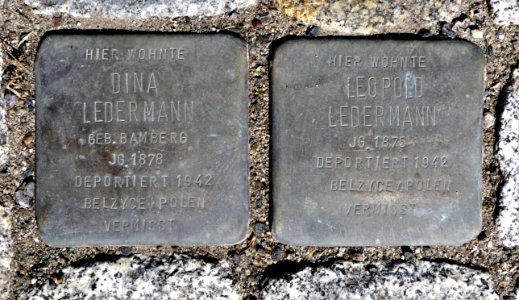 HIER WOHNTE
DINA
LEDERMANN
GEB. BAMBERG
JG. 1878
DEPORTIERT 1942
BELZYCE/POLEN
VERMISST
HIER WOHNTE
LEOPOLD
LEDERMANN
JG. 1875
DEPORTIERT 1942
BELZYCE/POLEN
VERMISST